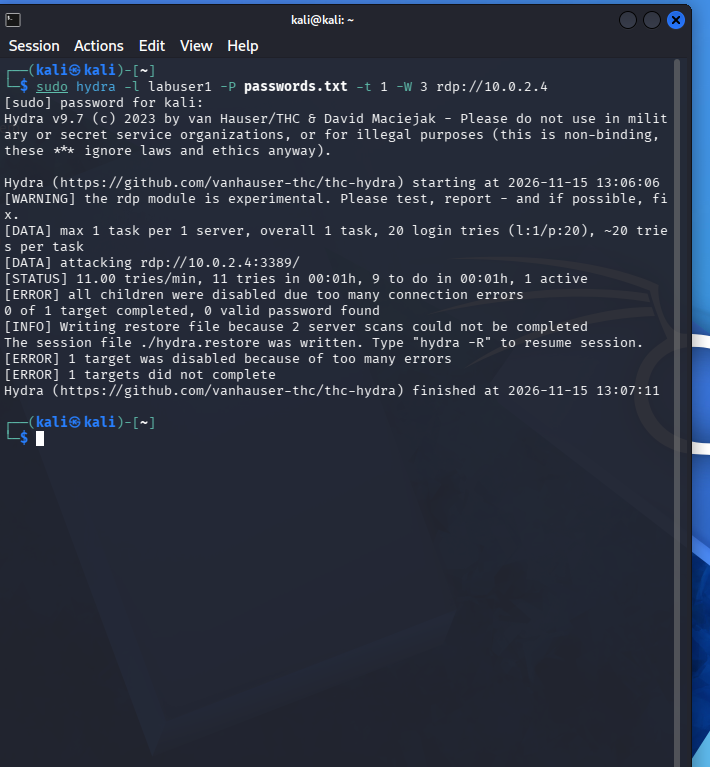 kali@kali: ~
Session Actions Edit View Help
┌──(kali㉿kali)-[~]
└─$ sudo hydra -l labuser1 -P passwords.txt -t 1 -W 3 rdp://10.0.2.4
[sudo] password for kali:
Hydra v9.7 (c) 2023 by van Hauser/THC & David Maciejak - Please do not use in milit
ary or secret service organizations, or for illegal purposes (this is non-binding,
these *** ignore laws and ethics anyway).
Hydra (https://github.com/vanhauser-thc/thc-hydra) starting at 2026-11-15 13:06:06
[WARNING] the rdp module is experimental. Please test, report - and if possible, fi
x.
[DATA] max 1 task per 1 server, overall 1 task, 20 login tries (l:1/p:20), ~20 trie
s per task
[DATA] attacking rdp://10.0.2.4:3389/
[STATUS] 11.00 tries/min, 11 tries in 00:01h, 9 to do in 00:01h, 1 active
[ERROR] all children were disabled due too many connection errors
0 of 1 target completed, 0 valid password found
[INFO] Writing restore file because 2 server scans could not be completed
The session file ./hydra.restore was written. Type "hydra -R" to resume session.
[ERROR] 1 target was disabled because of too many errors
[ERROR] 1 targets did not complete
Hydra (https://github.com/vanhauser-thc/thc-hydra) finished at 2026-11-15 13:07:11
┌──(kali㉿kali)-[~]
└─$